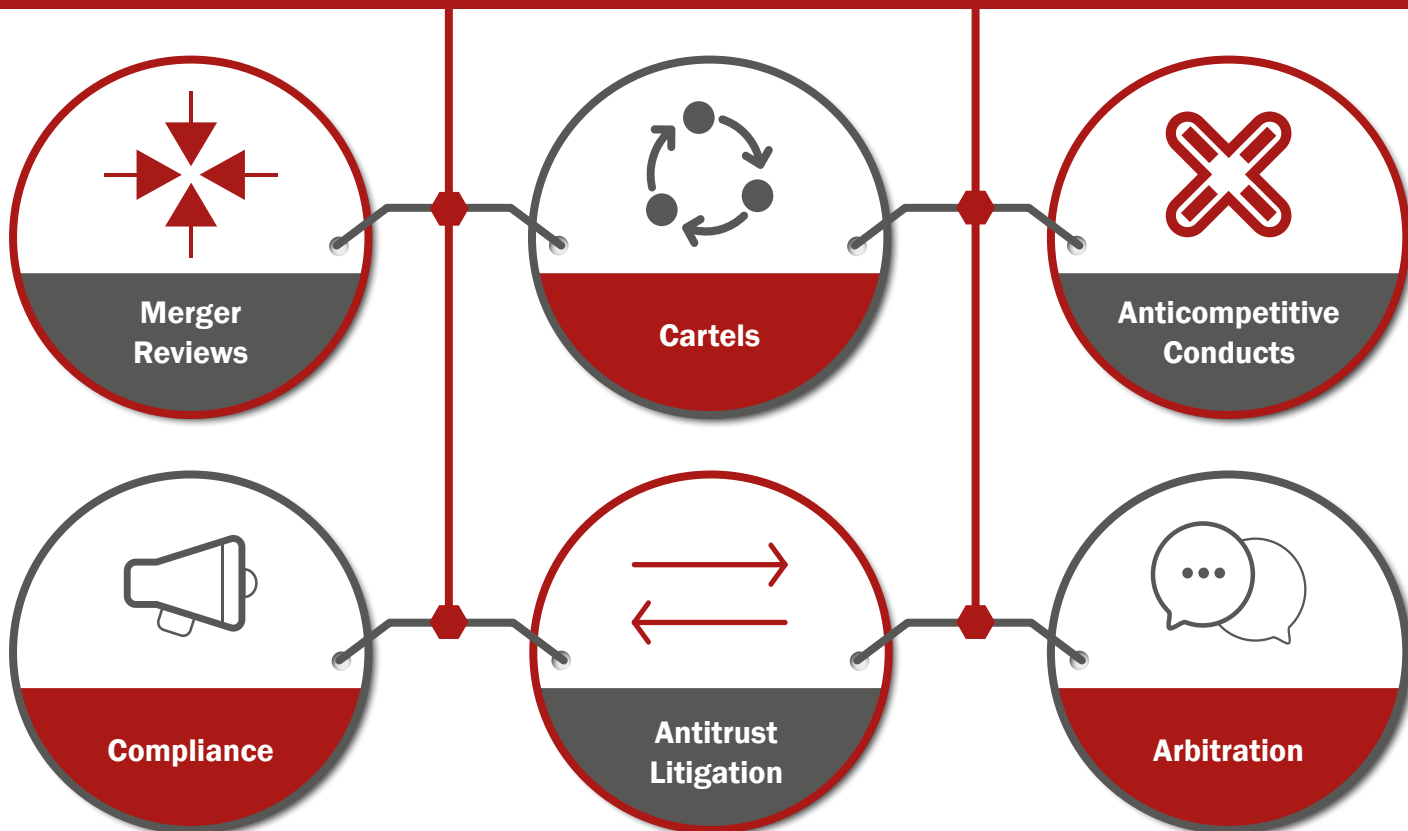 Merger
Reviews
Cartels
Anticompetitive
Conducts
Compliance
Antitrust
Litigation
Arbitration